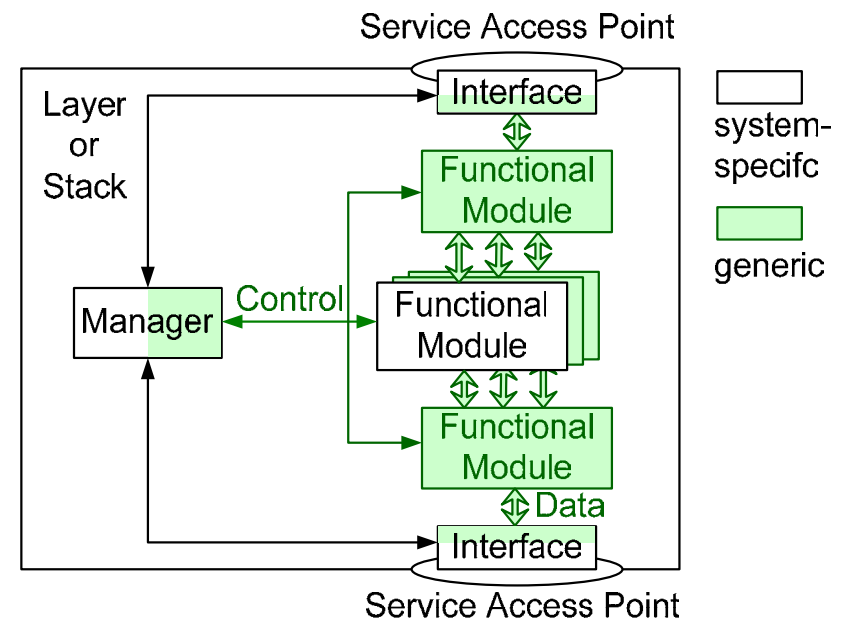 Service Access Point
Layer
or
Stack
Interface
system-
specifc
Functional
Module
generic
Control
Manager
Functional
Module
Functional
Module
Data
Interface
Service Access Point